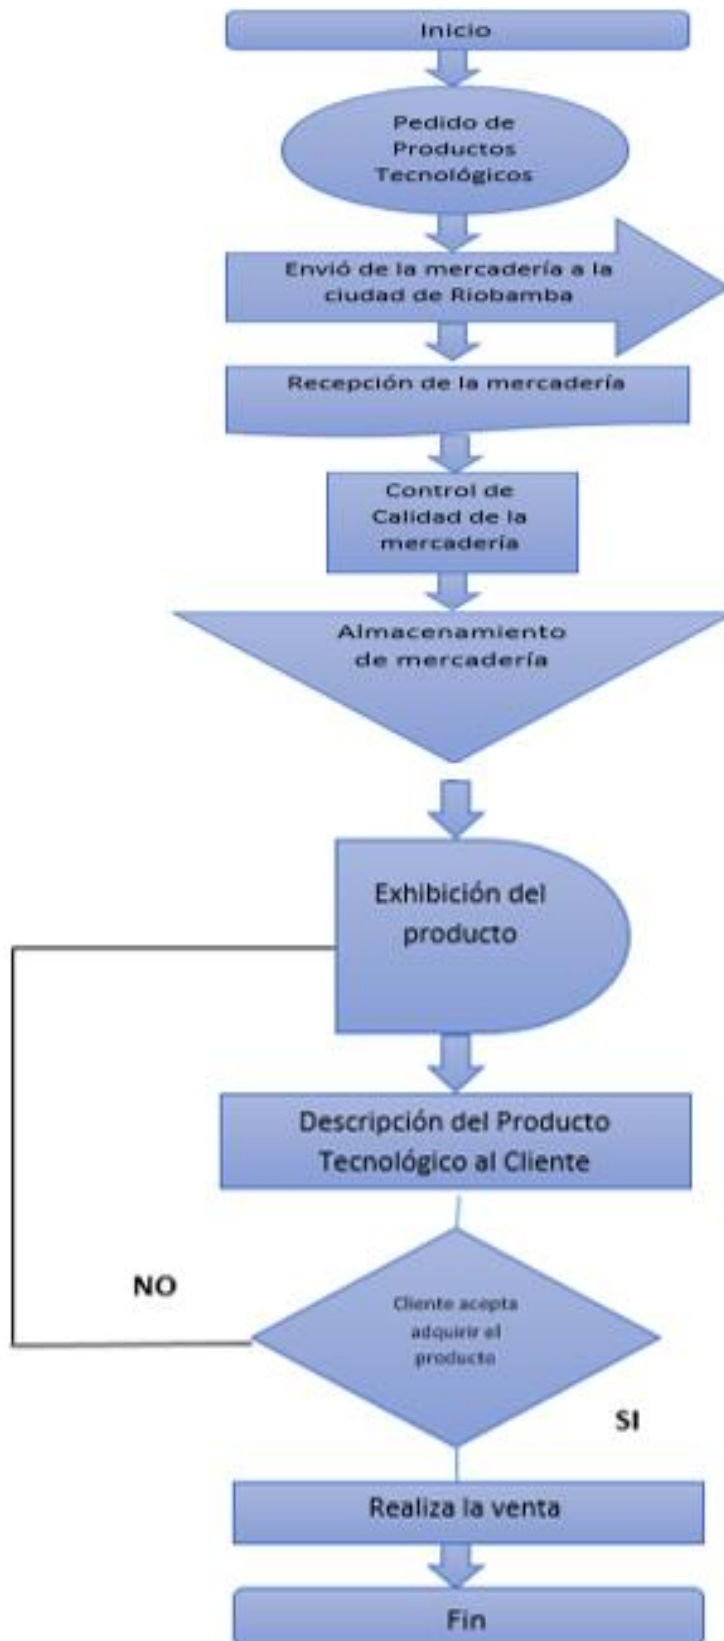 Inicio
Pedido de
Productos
Tecnológicos
Envió de la mercadería a la
ciudad de Riobamba
Recepción de la mercadería
Control de
Calidad de la
mercadería
Almacenamiento
de mercadería
Exhibición del
producto
Descripción del Producto
Tecnológico al Cliente
NO
Cliente acepta
adquirir el
producto
SI
Realiza la venta
Fin